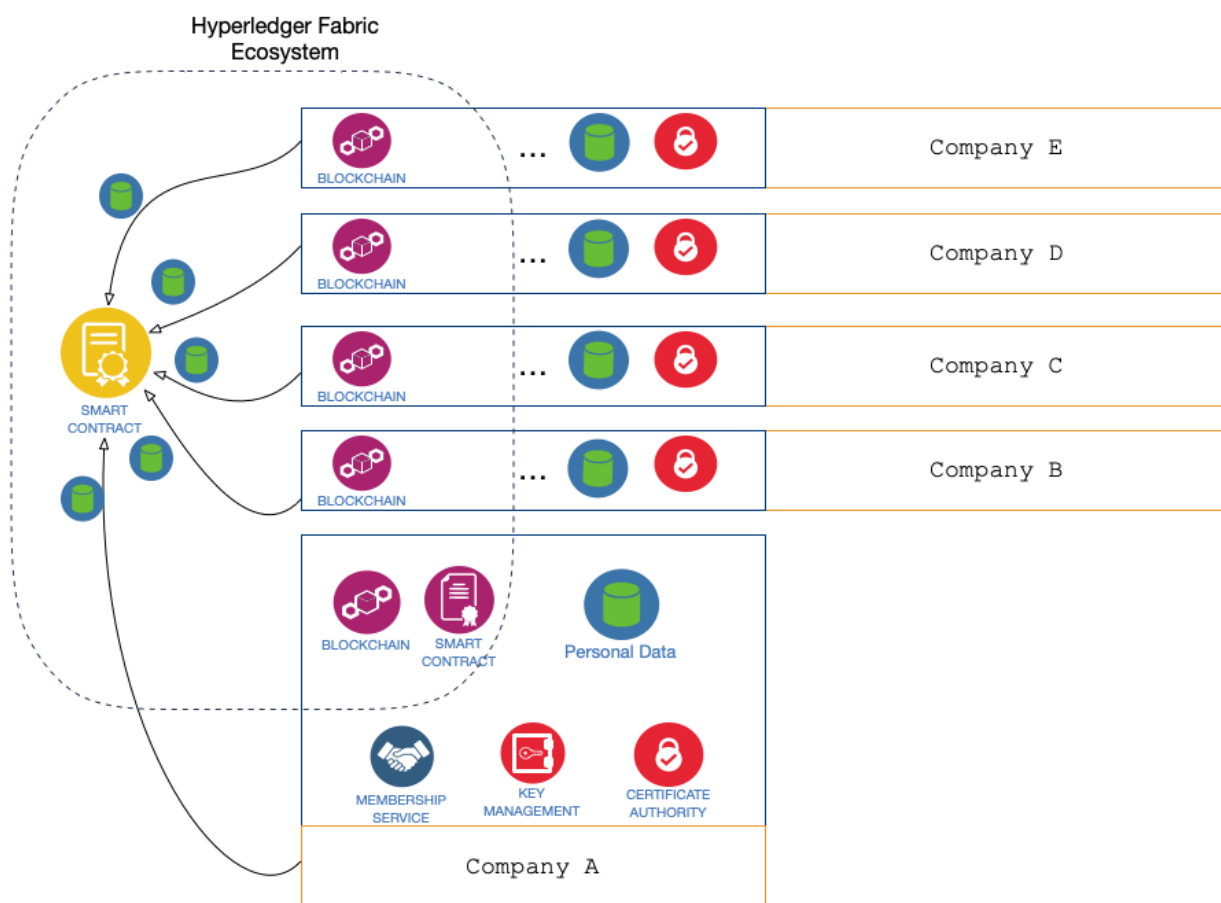 Hyperledger Fabric
Ecosystem
BLOCKCHAIN
...
Company E
BLOCKCHAIN
...
Company D
BLOCKCHAIN
...
Company C
SMART
CONTRACT
BLOCKCHAIN
...
Company B
BLOCKCHAIN
SMART
CONTRACT
Personal Data
MEMBERSHIP
SERVICE
KEY
MANAGEMENT
CERTIFICATE
AUTHORITY
Company A